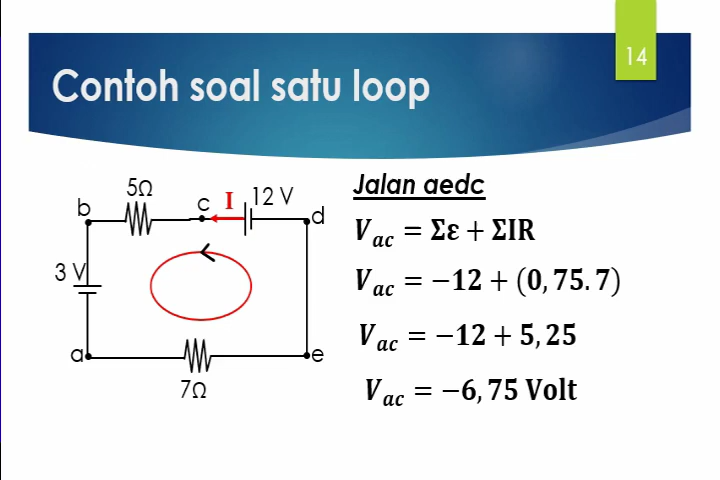 14
Contoh soal satu loop
5Ω
b
c
I
12 V
d
3 V
a
e
7Ω
Jalan aedc
V_ac = Σε + ΣIR
V_ac = −12 + (0,75.7)
V_ac = −12 + 5,25
V_ac = −6,75 Volt